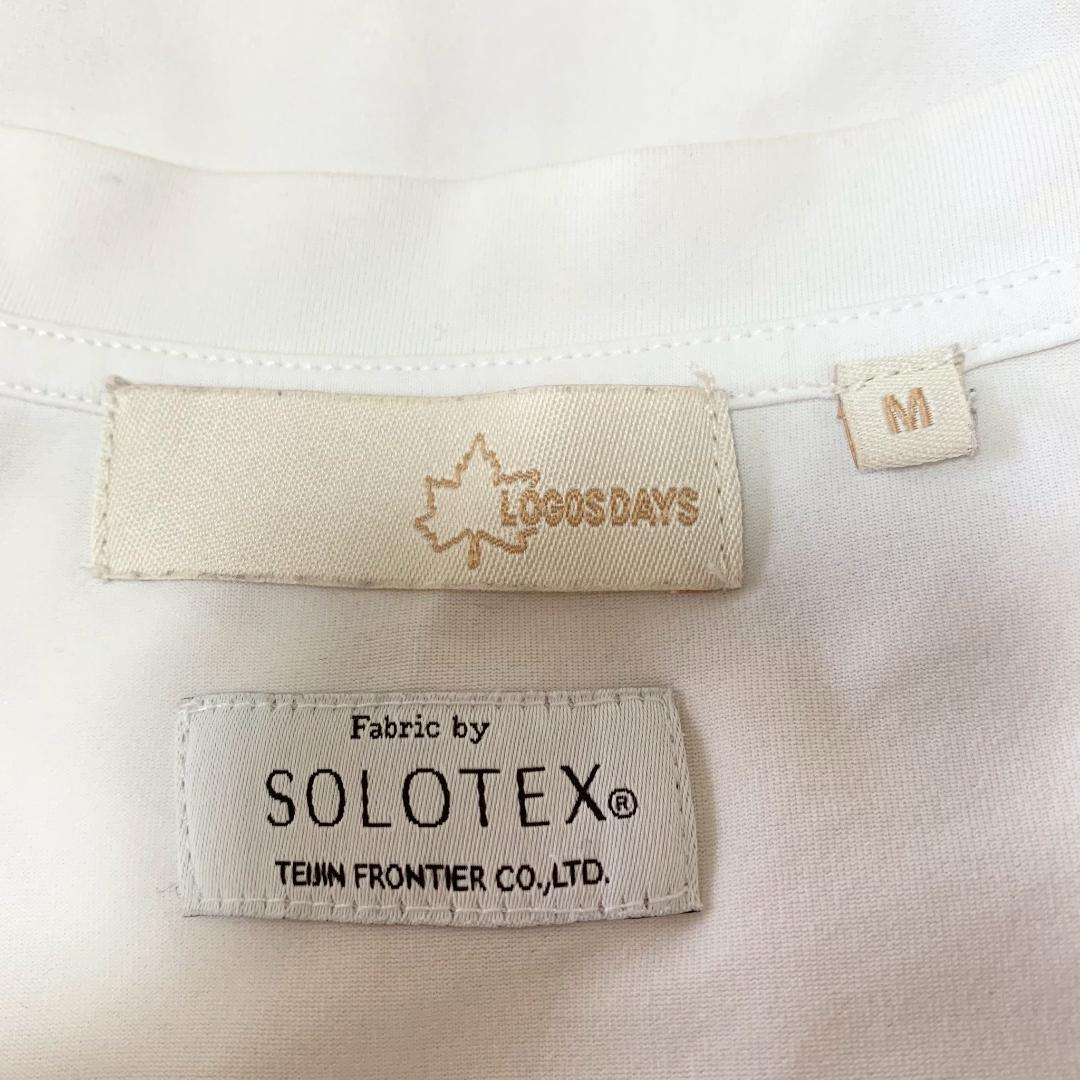 LOGOS DAYS
M
Fabric by
SOLOTEX®
TEIJIN FRONTIER CO.,LTD.